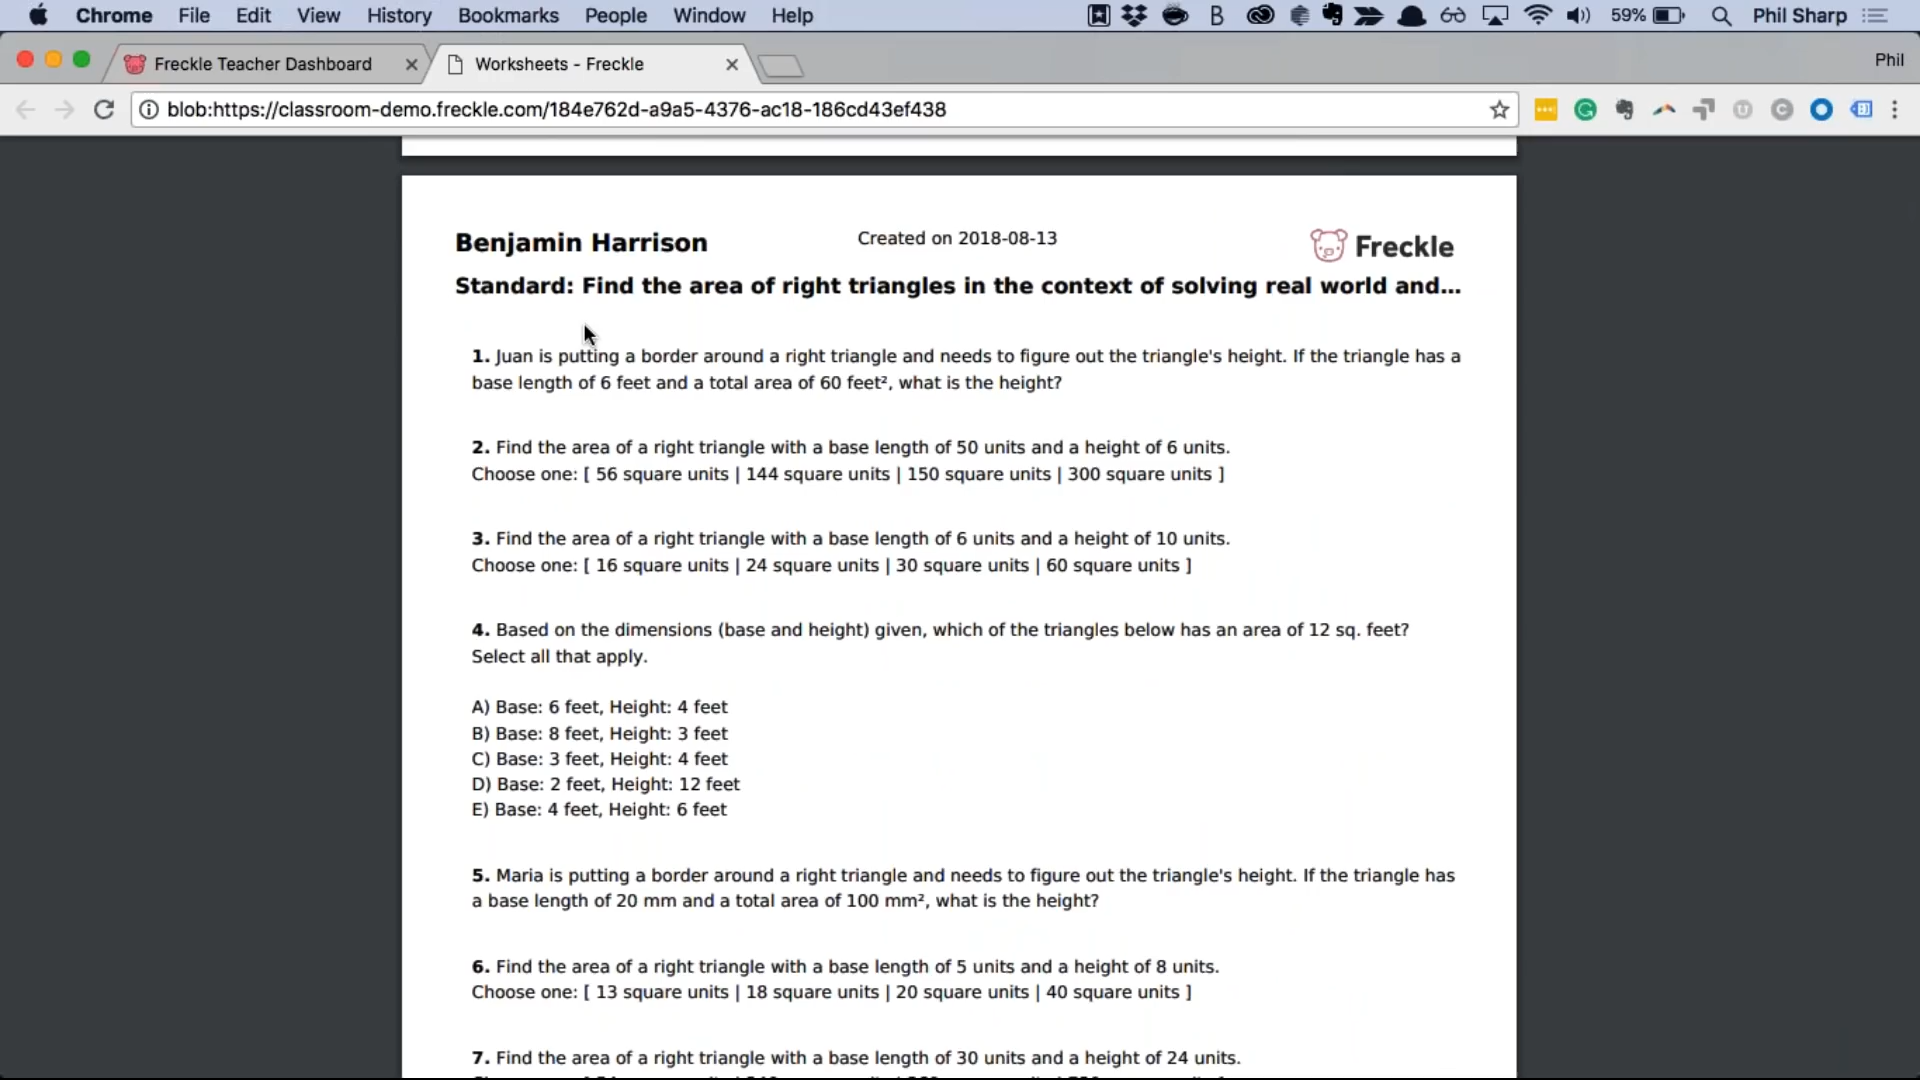 Chrome File Edit View History Bookmarks People Window Help 59% Phil Sharp
Freckle Teacher Dashboard Worksheets - Freckle Phil
blob:https://classroom-demo.freckle.com/184e762d-a9a5-4376-ac18-186cd43ef438
Benjamin Harrison Created on 2018-08-13 Freckle
Standard: Find the area of right triangles in the context of solving real world and...
1. Juan is putting a border around a right triangle and needs to figure out the triangle's height. If the triangle has a
base length of 6 feet and a total area of 60 feet², what is the height?
2. Find the area of a right triangle with a base length of 50 units and a height of 6 units.
Choose one: [ 56 square units | 144 square units | 150 square units | 300 square units ]
3. Find the area of a right triangle with a base length of 6 units and a height of 10 units.
Choose one: [ 16 square units | 24 square units | 30 square units | 60 square units ]
4. Based on the dimensions (base and height) given, which of the triangles below has an area of 12 sq. feet?
Select all that apply.
A) Base: 6 feet, Height: 4 feet
B) Base: 8 feet, Height: 3 feet
C) Base: 3 feet, Height: 4 feet
D) Base: 2 feet, Height: 12 feet
E) Base: 4 feet, Height: 6 feet
5. Maria is putting a border around a right triangle and needs to figure out the triangle's height. If the triangle has
a base length of 20 mm and a total area of 100 mm², what is the height?
6. Find the area of a right triangle with a base length of 5 units and a height of 8 units.
Choose one: [ 13 square units | 18 square units | 20 square units | 40 square units ]
7. Find the area of a right triangle with a base length of 30 units and a height of 24 units.